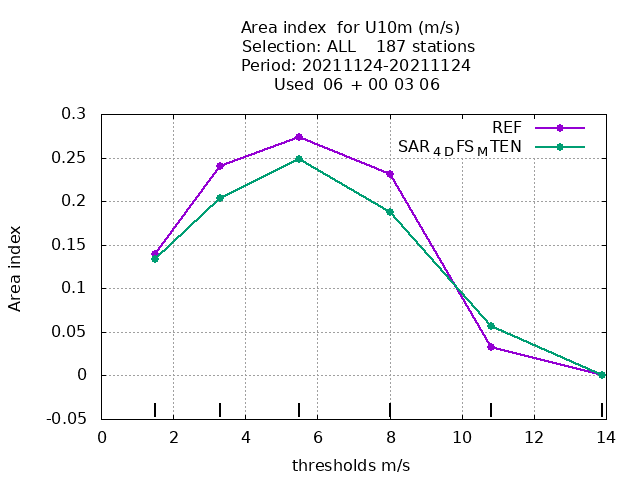 Area index  for U10m (m/s)
Selection: ALL    187 stations
Period: 20211124-20211124
Used  06 + 00 03 06
REF
SAR4DFSMTEN
0.3
0.25
0.2
0.15
0.1
0.05
0
-0.05
Area index
0 2 4 6 8 10 12 14
thresholds m/s